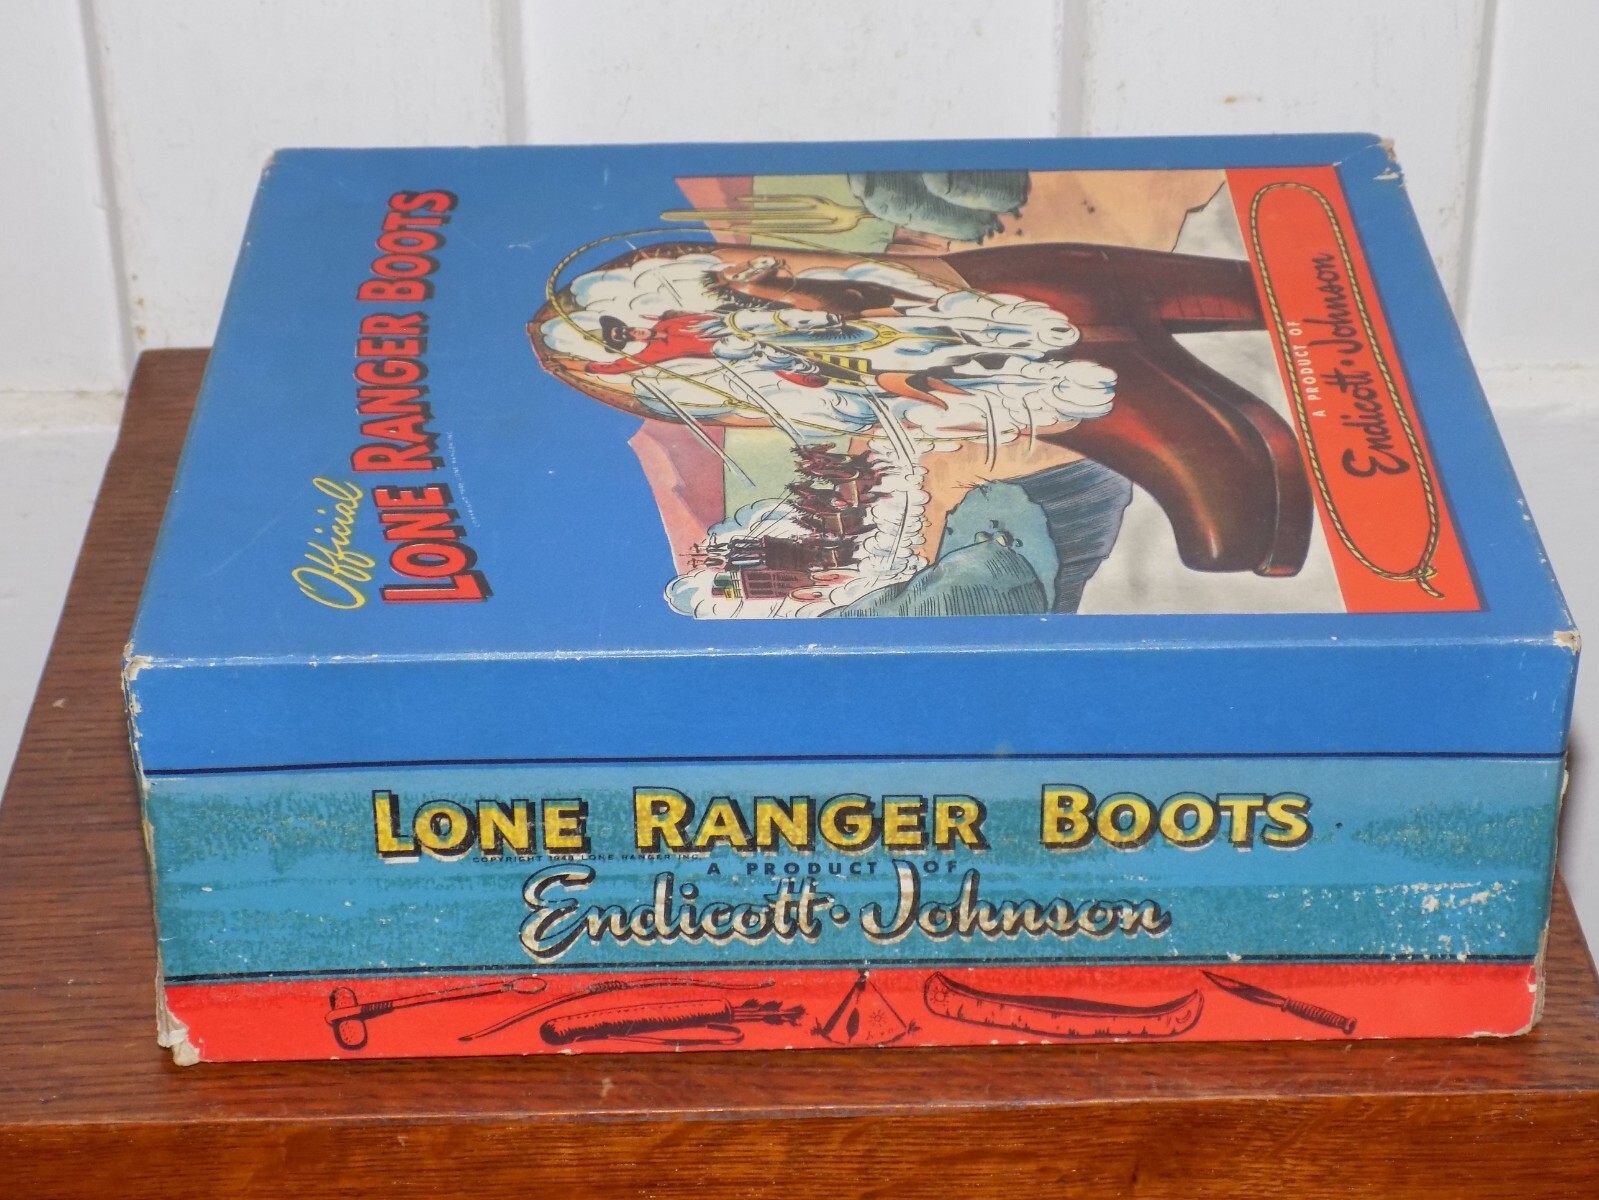 Official
LONE RANGER BOOTS
A PRODUCT OF
Endicott·Johnson
LONE RANGER BOOTS
COPYRIGHT 1948 LONE RANGER INC.
A PRODUCT OF
Endicott·Johnson